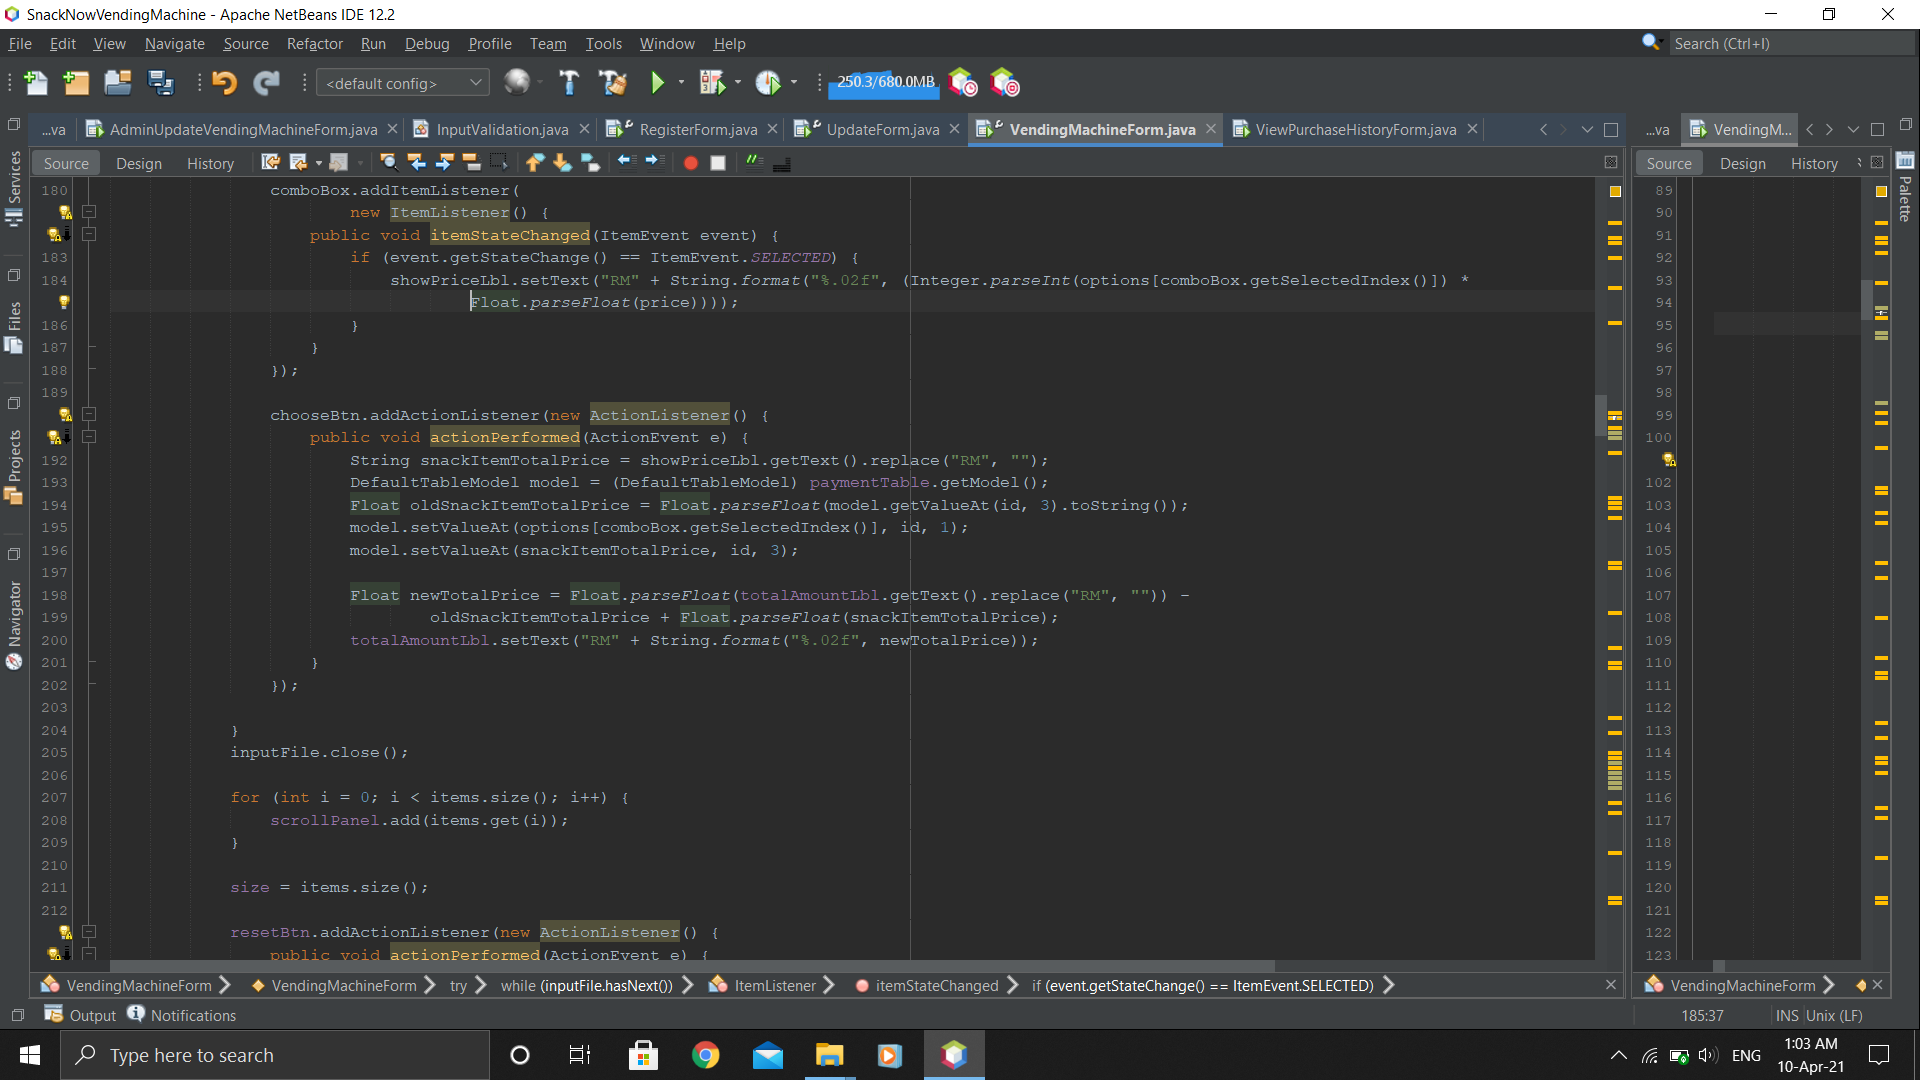 SnackNowVendingMachine - Apache NetBeans IDE 12.2
File Edit View Navigate Source Refactor Run Debug Profile Team Tools Window Help
Search (Ctrl+I)
<default config>
250.3/680.0MB
...va AdminUpdateVendingMachineForm.java InputValidation.java RegisterForm.java UpdateForm.java VendingMachineForm.java ViewPurchaseHistoryForm.java
...va VendingM...
Source Design History
Source Design History
Services
Files
Projects
Navigator
Palette
180 comboBox.addItemListener(
new ItemListener() {
public void itemStateChanged(ItemEvent event) {
183 if (event.getStateChange() == ItemEvent.SELECTED) {
184 showPriceLbl.setText("RM" + String.format("%.02f", (Integer.parseInt(options[comboBox.getSelectedIndex()]) *
Float.parseFloat(price))));
186 }
187 }
188 });
189
chooseBtn.addActionListener(new ActionListener() {
public void actionPerformed(ActionEvent e) {
192 String snackItemTotalPrice = showPriceLbl.getText().replace("RM", "");
193 DefaultTableModel model = (DefaultTableModel) paymentTable.getModel();
194 Float oldSnackItemTotalPrice = Float.parseFloat(model.getValueAt(id, 3).toString());
195 model.setValueAt(options[comboBox.getSelectedIndex()], id, 1);
196 model.setValueAt(snackItemTotalPrice, id, 3);
197
198 Float newTotalPrice = Float.parseFloat(totalAmountLbl.getText().replace("RM", "")) -
199 oldSnackItemTotalPrice + Float.parseFloat(snackItemTotalPrice);
200 totalAmountLbl.setText("RM" + String.format("%.02f", newTotalPrice));
201 }
202 });
203
204 }
205 inputFile.close();
206
207 for (int i = 0; i < items.size(); i++) {
208 scrollPanel.add(items.get(i));
209 }
210
211 size = items.size();
212
resetBtn.addActionListener(new ActionListener() {
public void actionPerformed(ActionEvent e) {
89
90
91
92
93
94
95
96
97
98
99
100
102
103
104
105
106
107
108
109
110
111
112
113
114
115
116
117
118
119
120
121
122
123
VendingMachineForm VendingMachineForm try while (inputFile.hasNext()) ItemListener itemStateChanged if (event.getStateChange() == ItemEvent.SELECTED)
VendingMachineForm
Output Notifications
185:37 INS Unix (LF)
Type here to search
ENG
1:03 AM
10-Apr-21